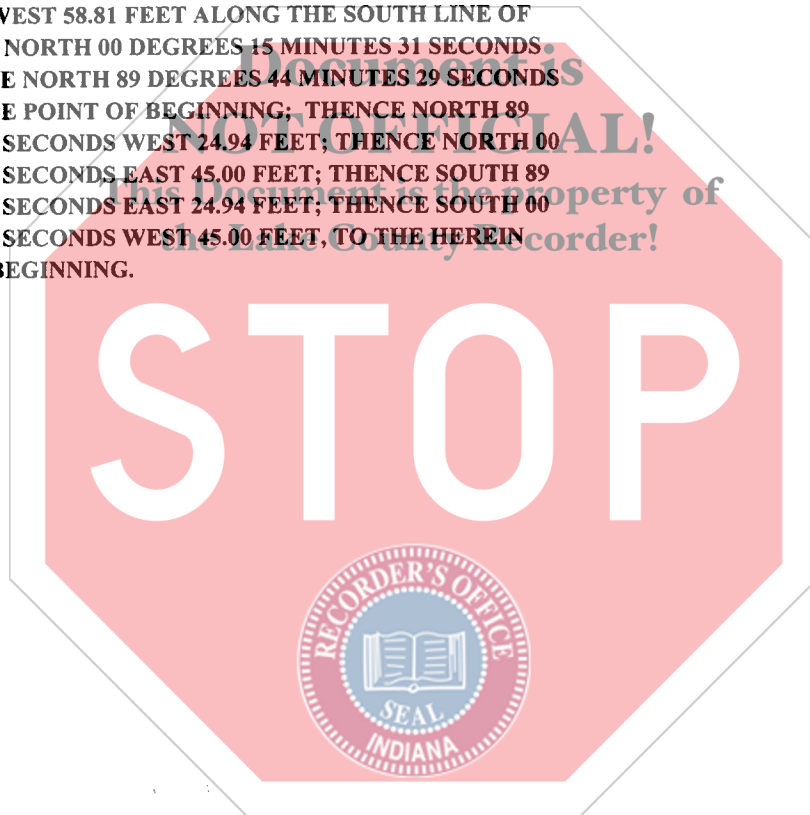 WEST 58.81 FEET ALONG THE SOUTH LINE OF
NORTH 00 DEGREES 15 MINUTES 31 SECONDS
E NORTH 89 DEGREES 44 MINUTES 29 SECONDS
E POINT OF BEGINNING; THENCE NORTH 89
SECONDS WEST 24.94 FEET; THENCE NORTH 00
SECONDS EAST 45.00 FEET; THENCE SOUTH 89
SECONDS EAST 24.94 FEET; THENCE SOUTH 00
SECONDS WEST 45.00 FEET, TO THE HEREIN
BEGINNING.
Document is
NOT OFFICIAL!
This Document is the property of
the Lake County Recorder!
STOP
RECORDER'S OFFICE
SEAL
INDIANA